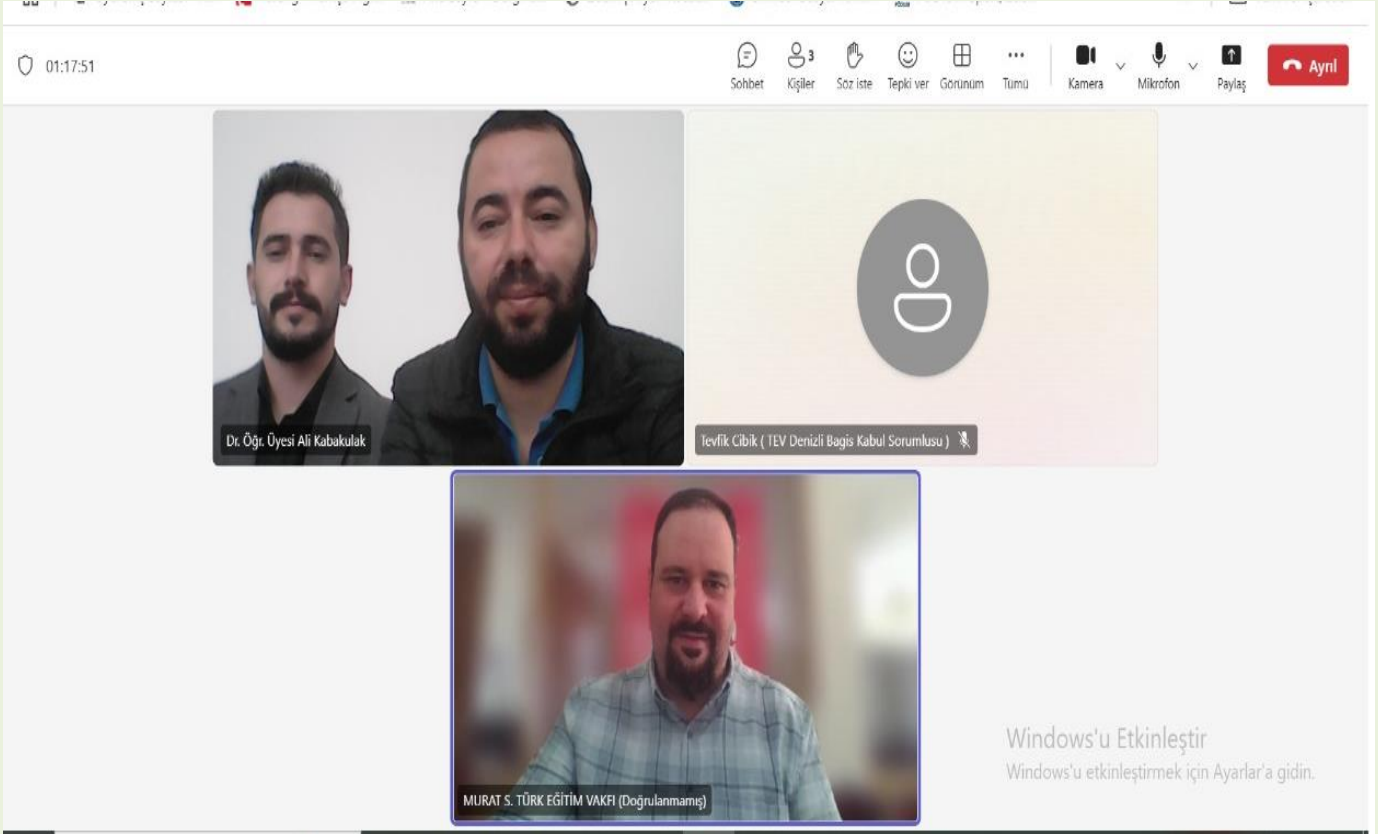 01:17:51
3
Sohbet Kişiler Söz iste Tepki ver Görünüm Tümü Kamera Mikrofon Paylaş Ayrıl
Dr. Öğr. Üyesi Ali Kabakulak
Tevfik Cibik ( TEV Denizli Bagis Kabul Sorumlusu )
MURAT S. TÜRK EĞİTİM VAKFI (Doğrulanmamış)
Windows'u Etkinleştir
Windows'u etkinleştirmek için Ayarlar'a gidin.